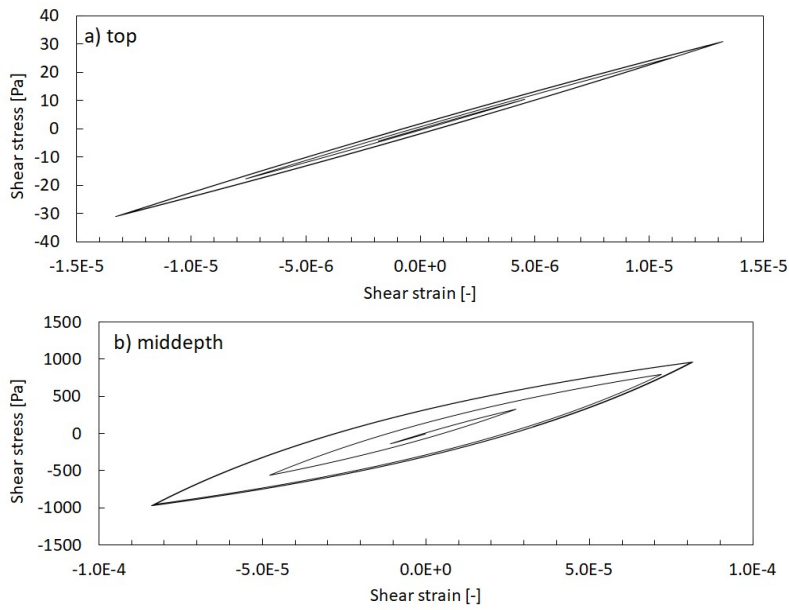 a) top
Shear stress [Pa]
40
30
20
10
0
-10
-20
-30
-40
-1.5E-5 -1.0E-5 -5.0E-6 0.0E+0 5.0E-6 1.0E-5 1.5E-5
Shear strain [-]
b) middepth
Shear stress [Pa]
1500
1000
500
0
-500
-1000
-1500
-1.0E-4 -5.0E-5 0.0E+0 5.0E-5 1.0E-4
Shear strain [-]